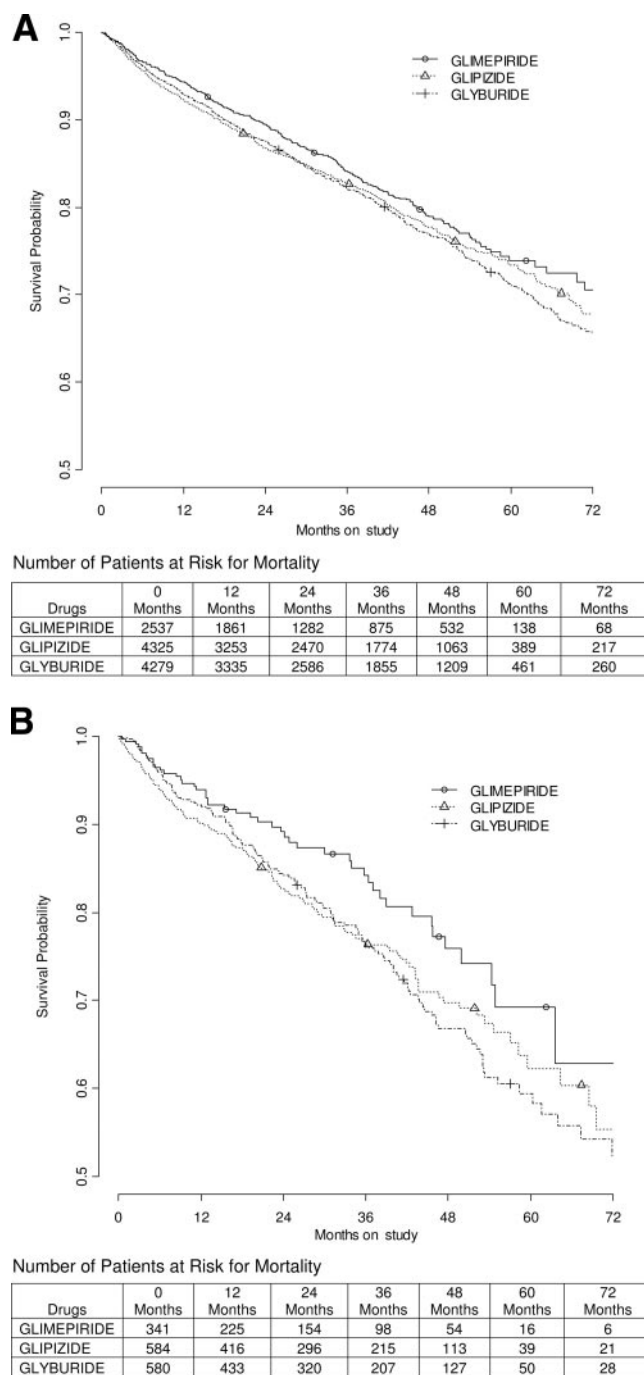 A
1.0
0.9
0.8
0.7
0.6
0.5
Survival Probability
GLIMEPIRIDE
GLIPIZIDE
GLYBURIDE
0 12 24 36 48 60 72
Months on study
Number of Patients at Risk for Mortality
Drugs 0 Months 12 Months 24 Months 36 Months 48 Months 60 Months 72 Months
GLIMEPIRIDE 2537 1861 1282 875 532 138 68
GLIPIZIDE 4325 3253 2470 1774 1063 389 217
GLYBURIDE 4279 3335 2586 1855 1209 461 260
B
1.0
0.9
0.8
0.7
0.6
0.5
Survival Probability
GLIMEPIRIDE
GLIPIZIDE
GLYBURIDE
0 12 24 36 48 60 72
Months on study
Number of Patients at Risk for Mortality
Drugs 0 Months 12 Months 24 Months 36 Months 48 Months 60 Months 72 Months
GLIMEPIRIDE 341 225 154 98 54 16 6
GLIPIZIDE 584 416 296 215 113 39 21
GLYBURIDE 580 433 320 207 127 50 28